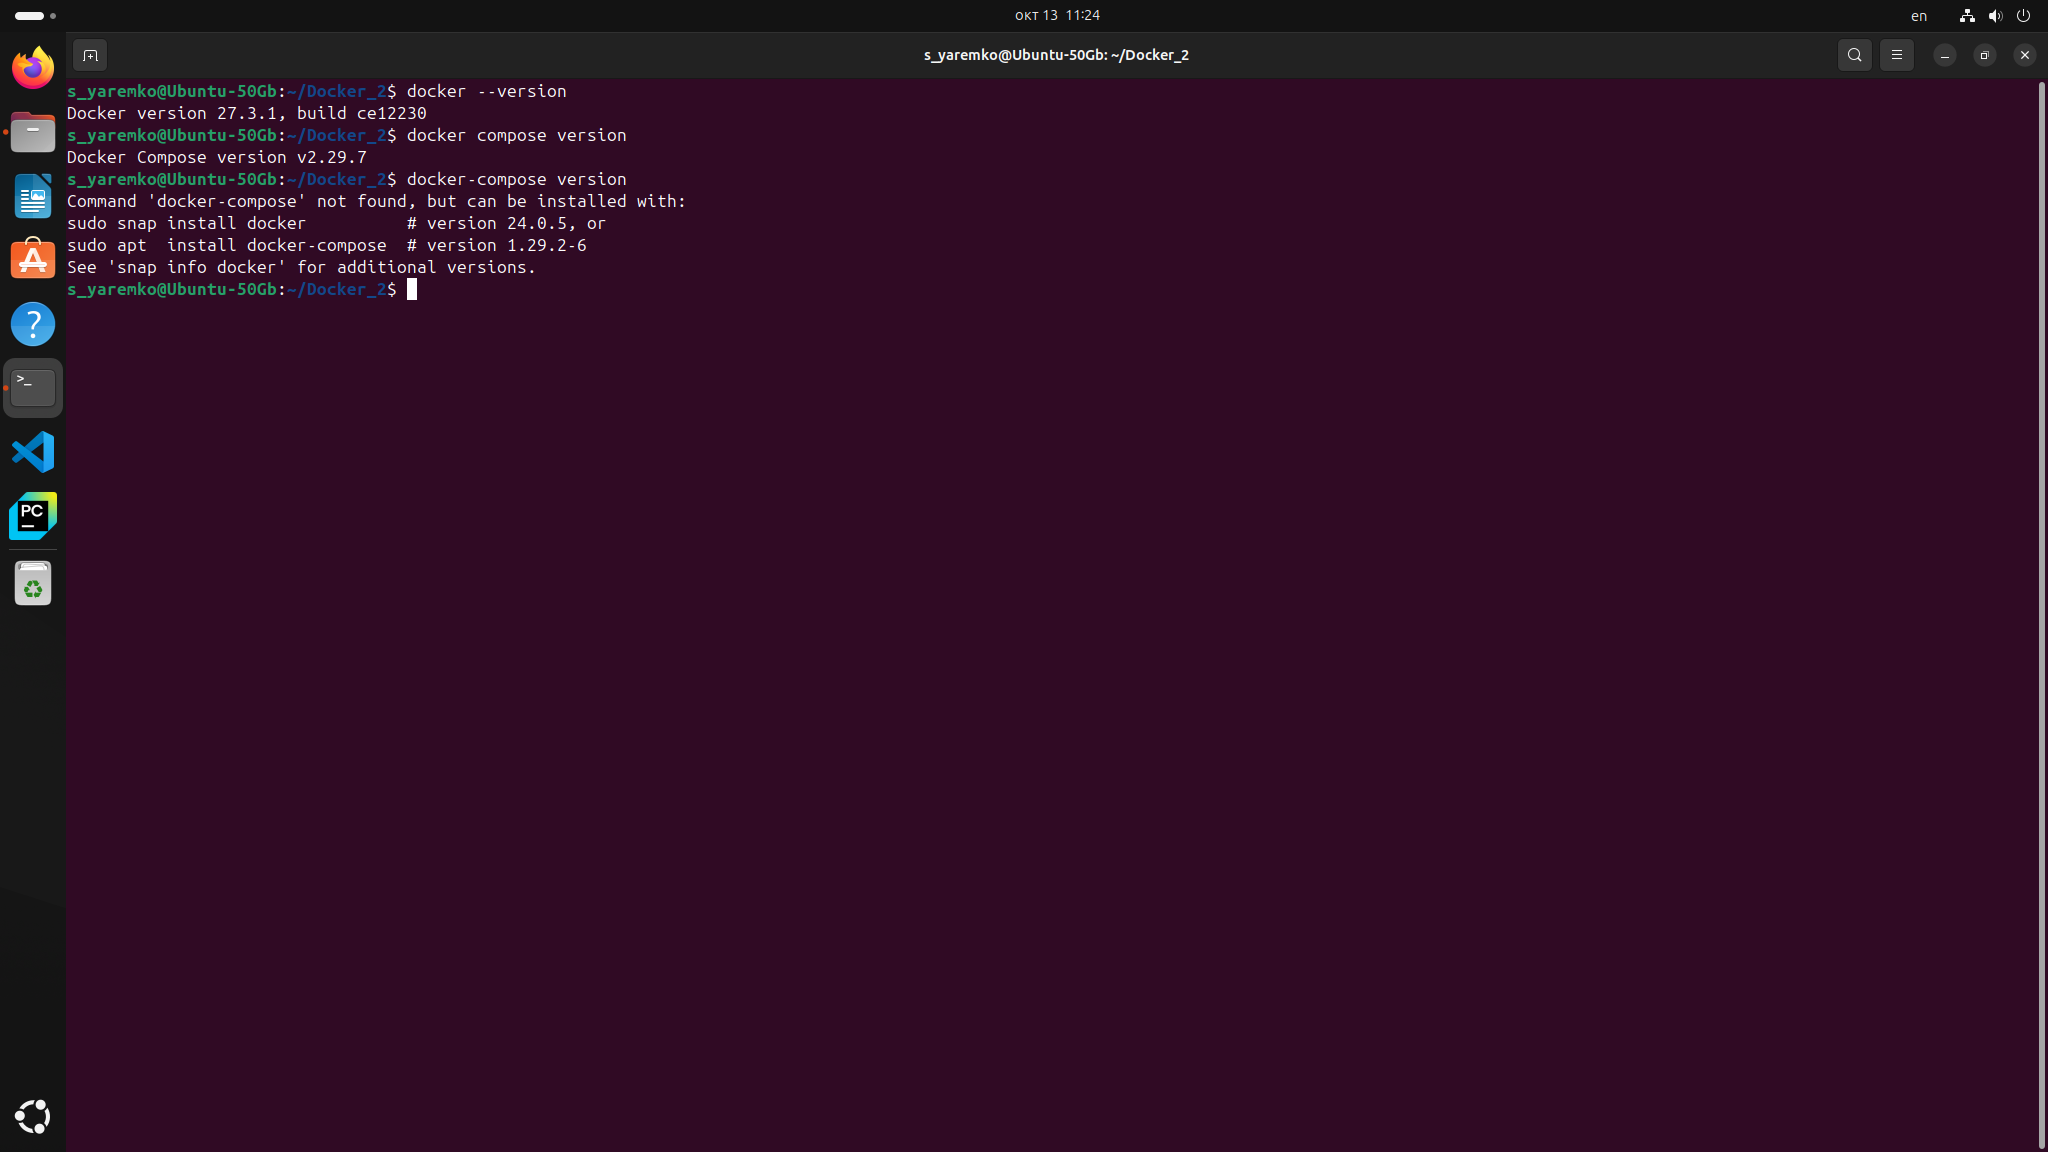 окт 13 11:24
en
s_yaremko@Ubuntu-50Gb: ~/Docker_2
s_yaremko@Ubuntu-50Gb:~/Docker_2$ docker --version
Docker version 27.3.1, build ce12230
s_yaremko@Ubuntu-50Gb:~/Docker_2$ docker compose version
Docker Compose version v2.29.7
s_yaremko@Ubuntu-50Gb:~/Docker_2$ docker-compose version
Command 'docker-compose' not found, but can be installed with:
sudo snap install docker          # version 24.0.5, or
sudo apt  install docker-compose  # version 1.29.2-6
See 'snap info docker' for additional versions.
s_yaremko@Ubuntu-50Gb:~/Docker_2$
>_
PC